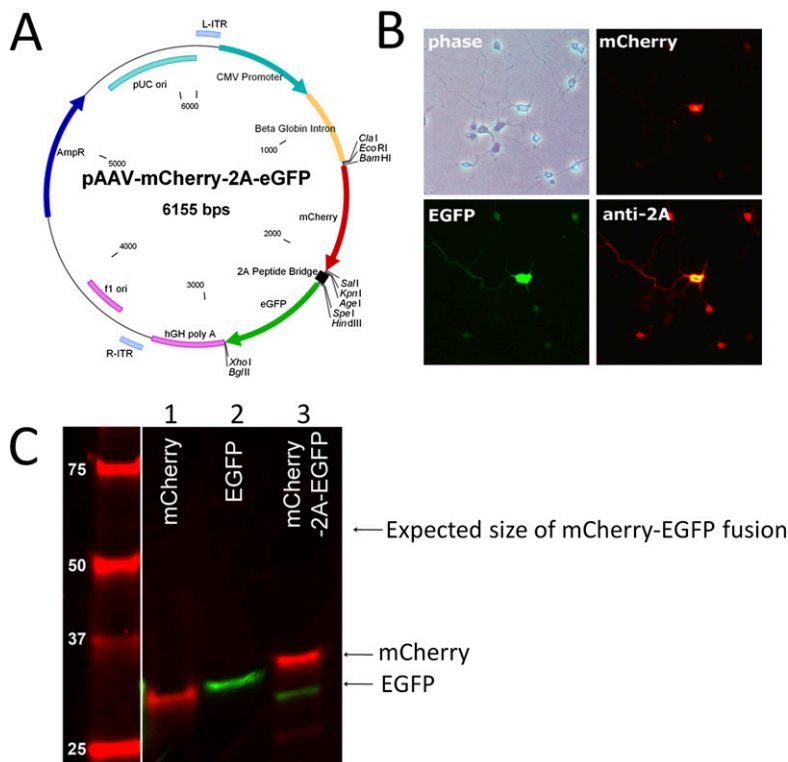 A
L-ITR
pUC ori
6000
CMV Promoter
Beta Globin Intron
1000
ClaI
EcoRI
BamHI
AmpR
5000
pAAV-mCherry-2A-eGFP
6155 bps
mCherry
2000
4000
3000
2A Peptide Bridge
SalI
KpnI
AgeI
SpeI
HindIII
eGFP
f1 ori
hGH poly A
R-ITR
XhoI
BglII
B
phase
mCherry
EGFP
anti-2A
C
1
2
3
75
50
37
25
mCherry
EGFP
mCherry
-2A-EGFP
Expected size of mCherry-EGFP fusion
mCherry
EGFP